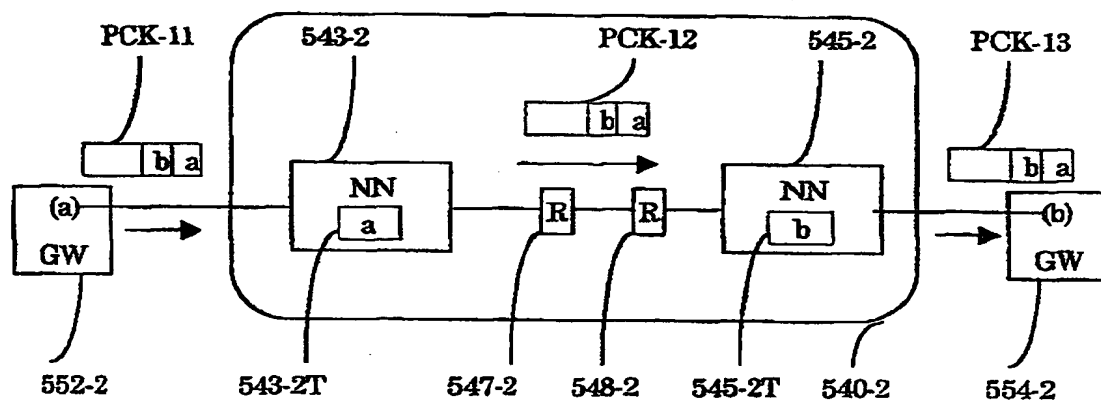 PCK-11
543-2
PCK-12
545-2
PCK-13
b a
b a
b a
(a)
GW
NN
a
R
R
NN
b
(b)
GW
552-2
543-2T
547-2
548-2
545-2T
540-2
554-2